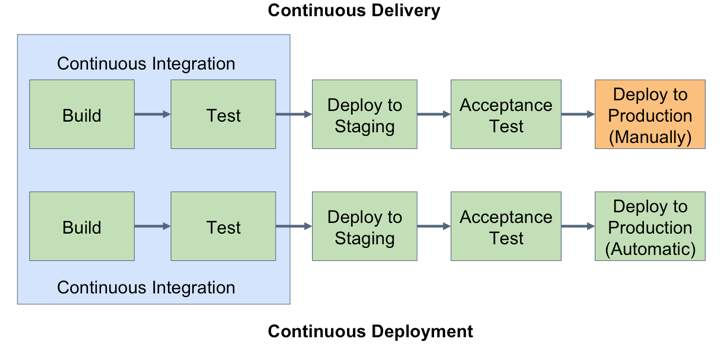 Continuous Delivery
Continuous Integration
Build
Test
Deploy to
Staging
Acceptance
Test
Deploy to
Production
(Manually)
Build
Test
Deploy to
Staging
Acceptance
Test
Deploy to
Production
(Automatic)
Continuous Integration
Continuous Deployment